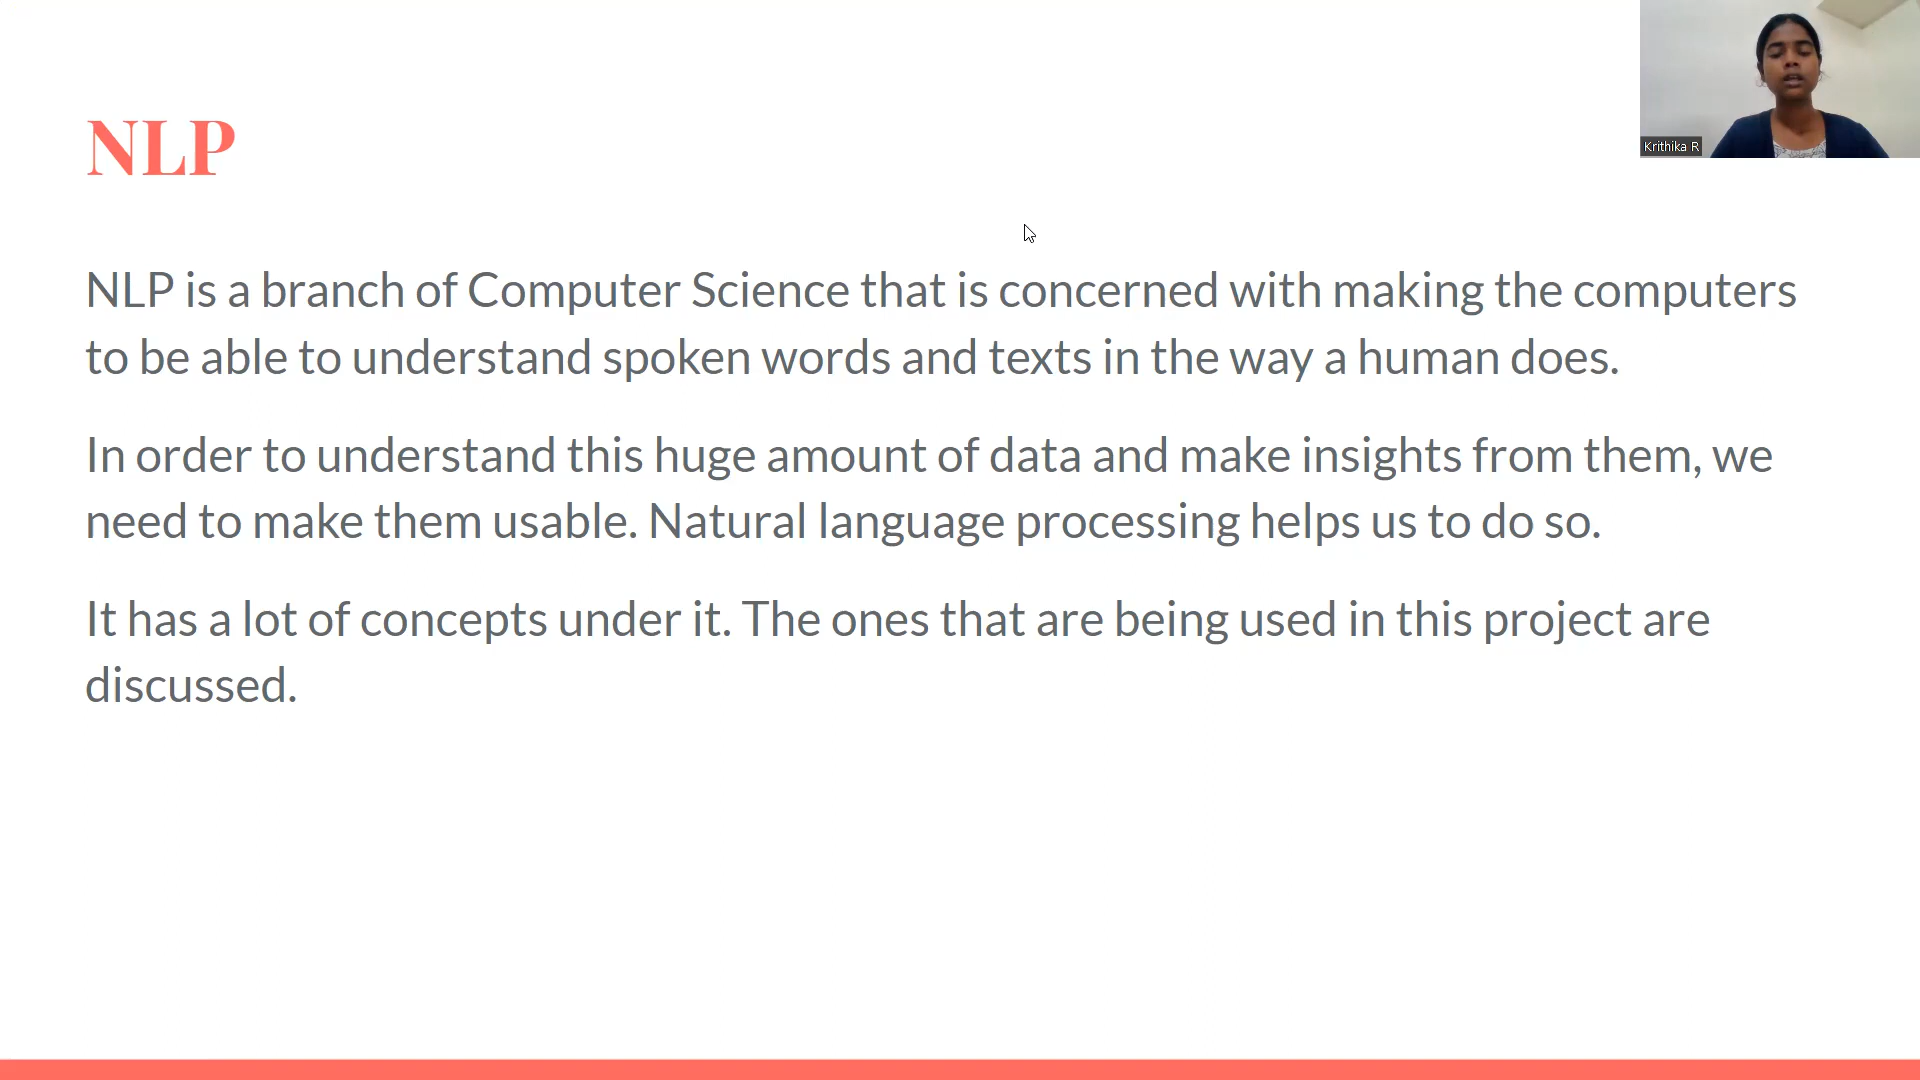 NLP
Krithika R
NLP is a branch of Computer Science that is concerned with making the computers
to be able to understand spoken words and texts in the way a human does.
In order to understand this huge amount of data and make insights from them, we
need to make them usable. Natural language processing helps us to do so.
It has a lot of concepts under it. The ones that are being used in this project are
discussed.